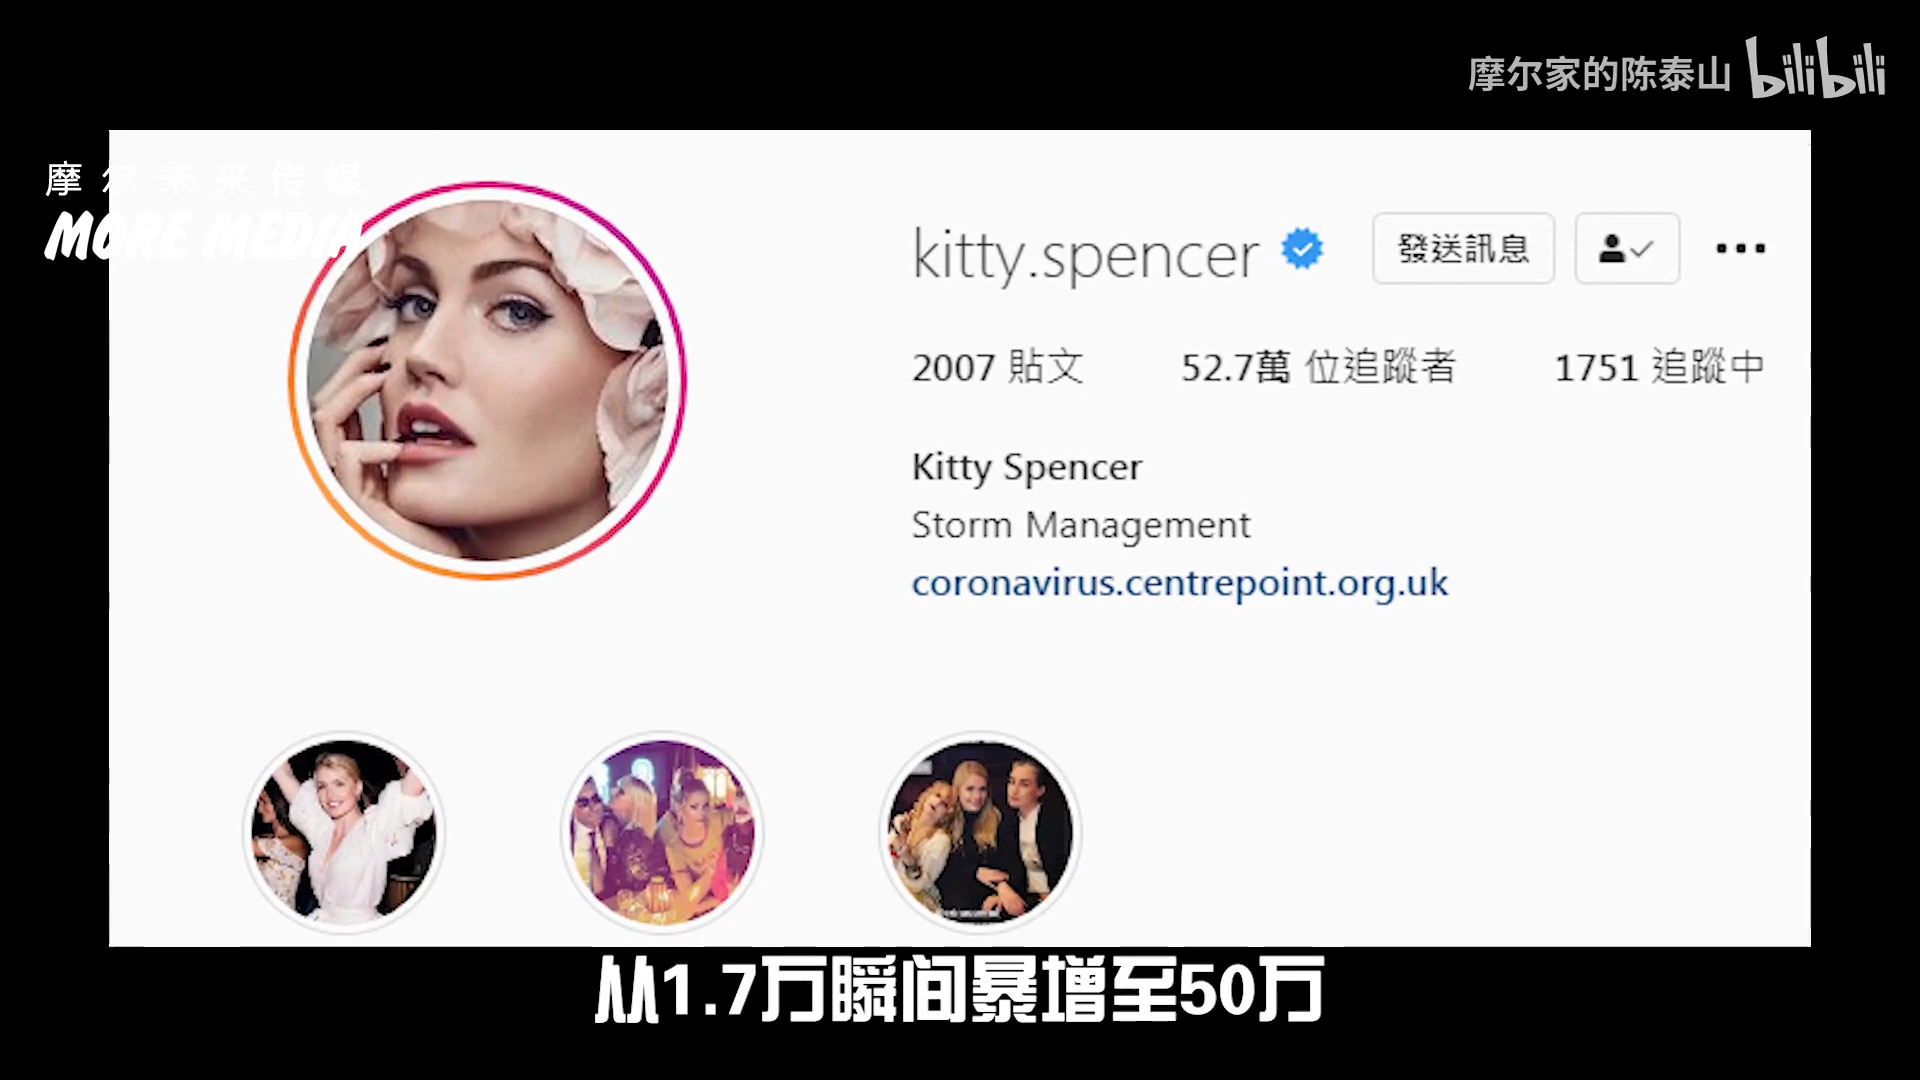 摩尔家的陈泰山 bilibili
摩尔未来传媒
MORE MEDIA
kitty.spencer 發送訊息
2007 貼文 52.7萬 位追蹤者 1751 追蹤中
Kitty Spencer
Storm Management
coronavirus.centrepoint.org.uk
从1.7万瞬间暴增至50万